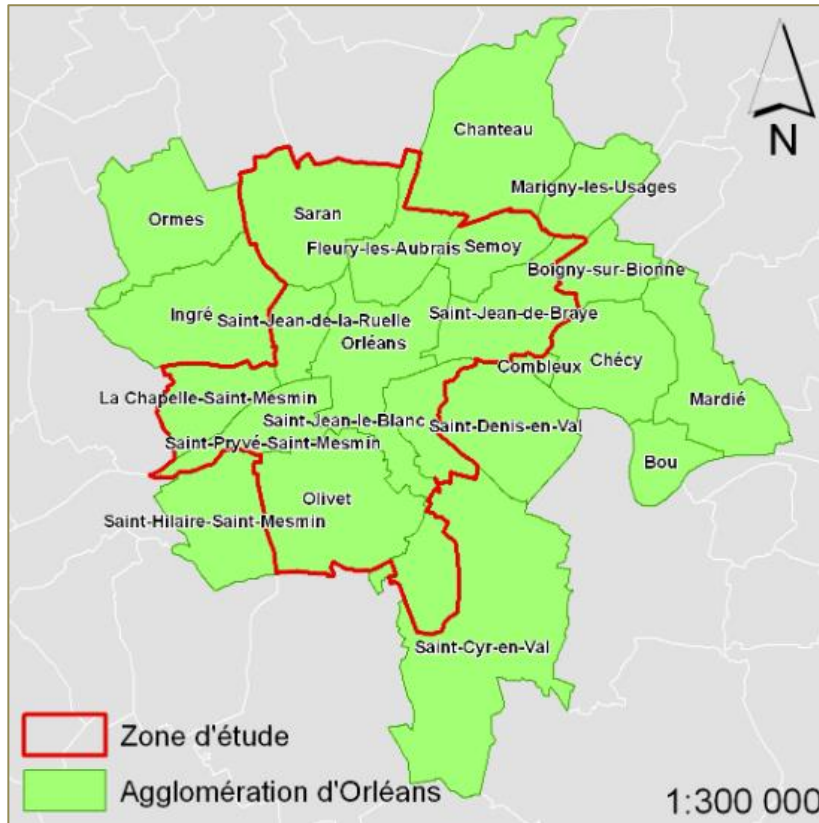 Chanteau
N
Marigny-les-Usages
Ormes
Saran
Fleury-les-Aubrais
Semoy
Boigny-sur-Bionne
Ingré
Saint-Jean-de-la-Ruelle
Saint-Jean-de-Braye
Orléans
Combleux
Chécy
La Chapelle-Saint-Mesmin
Mardié
Saint-Jean-le-Blanc
Saint-Denis-en-Val
Saint-Pryvé-Saint-Mesmin
Bou
Olivet
Saint-Hilaire-Saint-Mesmin
Saint-Cyr-en-Val
Zone d'étude
Agglomération d'Orléans
1:300 000